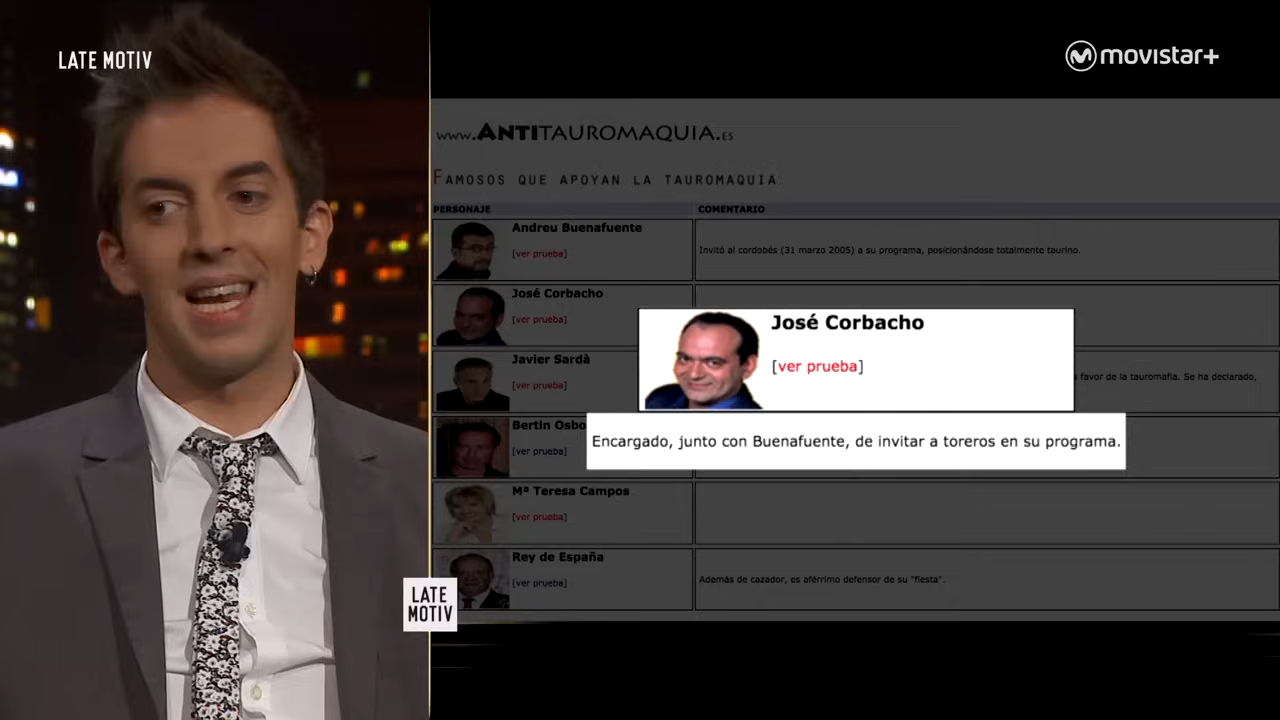 LATE MOTIV
movistar+
www.ANTITAUROMAQUIA.ES
FAMOSOS QUE APOYAN LA TAUROMAQUIA
PERSONAJE
COMENTARIO
Andreu Buenafuente
[ver prueba]
Invitó al cordobés (31 marzo 2005) a su programa, posicionándose totalmente taurino.
José Corbacho
[ver prueba]
José Corbacho
[ver prueba]
Javier Sardà
[ver prueba]
favor de la tauromafia. Se ha declarado,
Bertin Osbo
[ver prueba]
Encargado, junto con Buenafuente, de invitar a toreros en su programa.
Mª Teresa Campos
[ver prueba]
Rey de España
[ver prueba]
Además de cazador, es aférrimo defensor de su "fiesta".
LATE
MOTIV